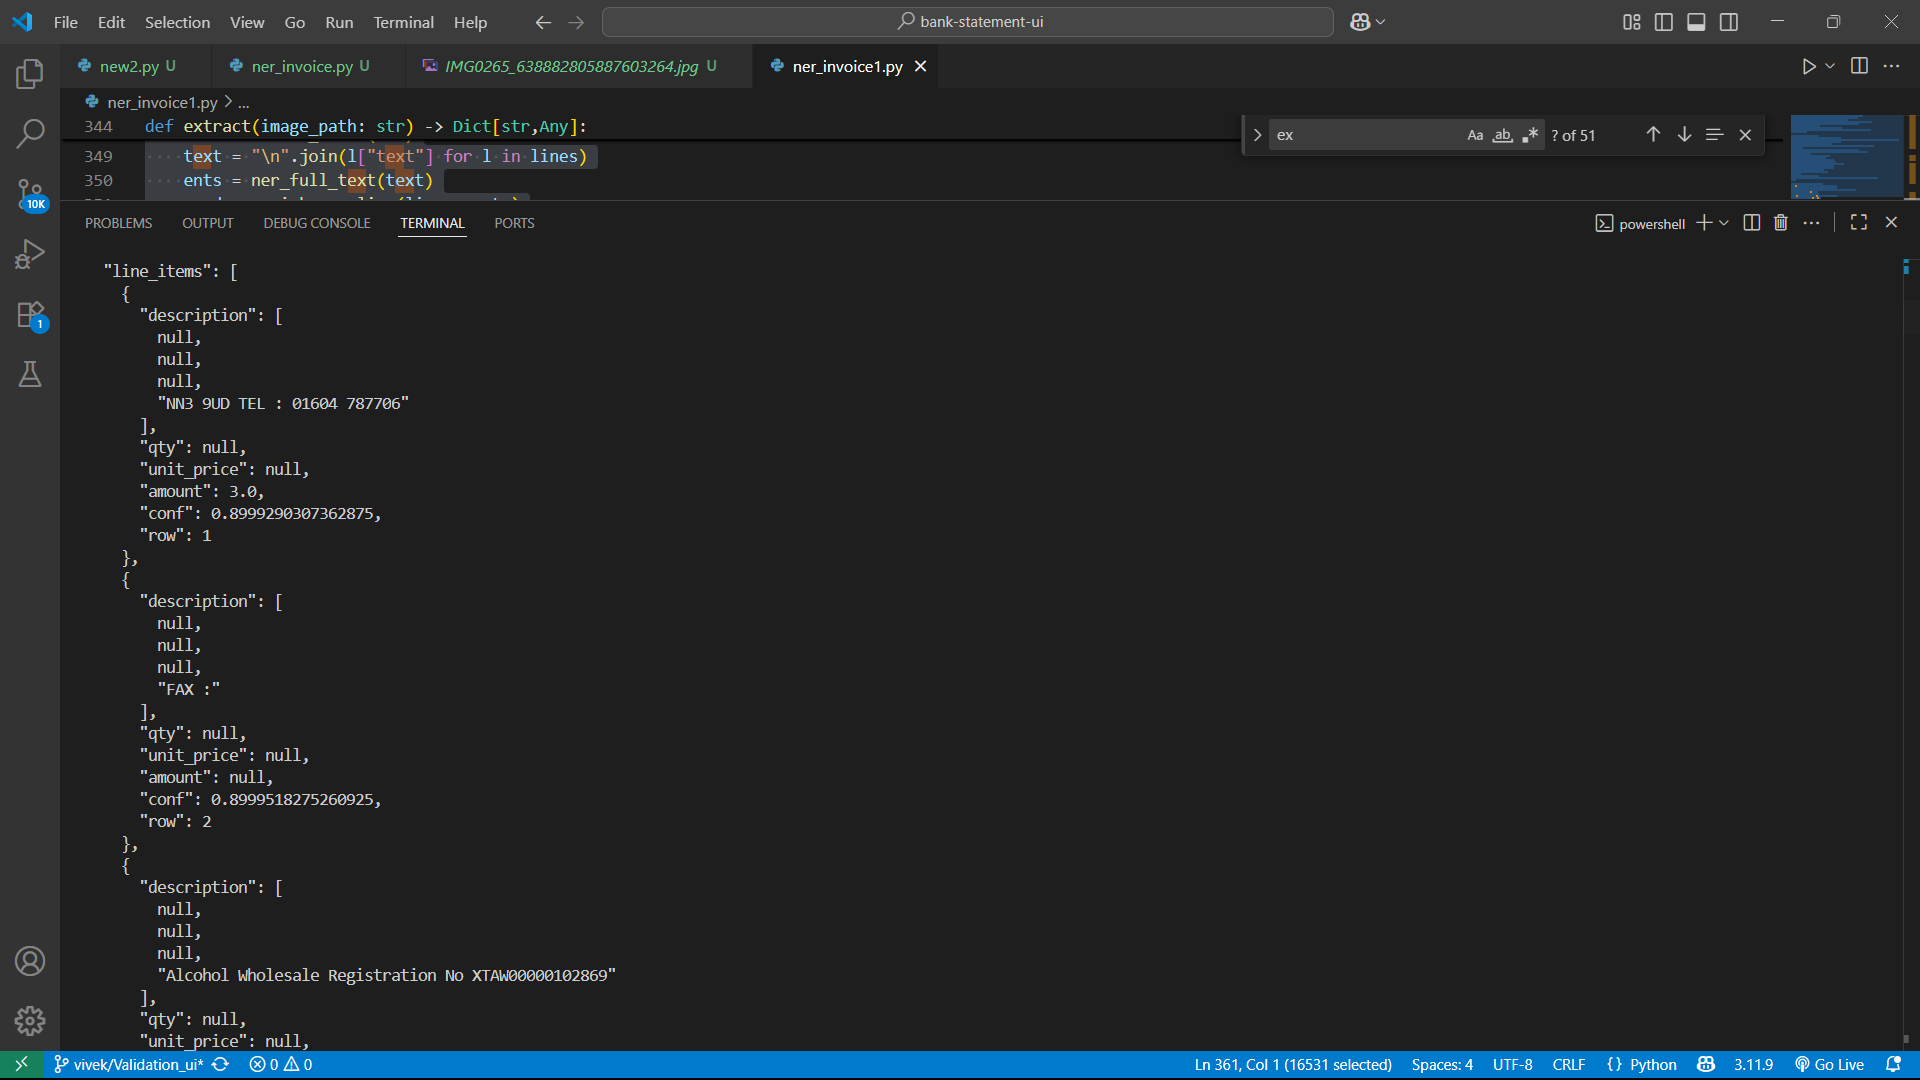 File Edit Selection View Go Run Terminal Help
bank-statement-ui
new2.py U
ner_invoice.py U
IMG0265_638882805887603264.jpg U
ner_invoice1.py
ner_invoice1.py > ...
344 def extract(image_path: str) -> Dict[str,Any]:
349 text = "\n".join(l["text"] for l in lines)
350 ents = ner_full_text(text)
ex
Aa ab ? of 51
10K
1
PROBLEMS OUTPUT DEBUG CONSOLE TERMINAL PORTS
powershell
"line_items": [
{
"description": [
null,
null,
null,
"NN3 9UD TEL : 01604 787706"
],
"qty": null,
"unit_price": null,
"amount": 3.0,
"conf": 0.8999290307362875,
"row": 1
},
{
"description": [
null,
null,
null,
"FAX :"
],
"qty": null,
"unit_price": null,
"amount": null,
"conf": 0.8999518275260925,
"row": 2
},
{
"description": [
null,
null,
null,
"Alcohol Wholesale Registration No XTAW00000102869"
],
"qty": null,
"unit_price": null,
vivek/Validation_ui* 0 0 Ln 361, Col 1 (16531 selected) Spaces: 4 UTF-8 CRLF {} Python 3.11.9 Go Live